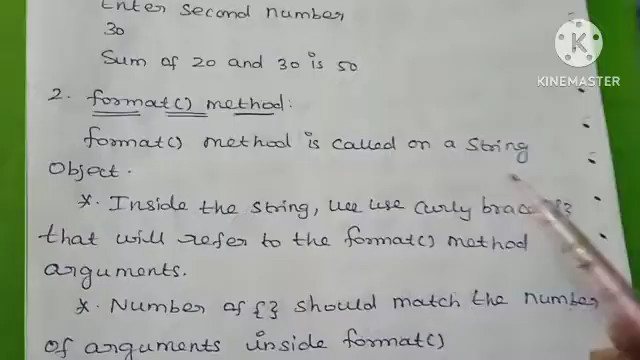 Enter second number
30
Sum of 20 and 30 is 50
KINEMASTER
2. format() method:
format() method is called on a string
Object.
*. Inside the string, we use curly braces {}
that will refer to the format() method
arguments.
*. Number of {} should match the number
of arguments inside format()